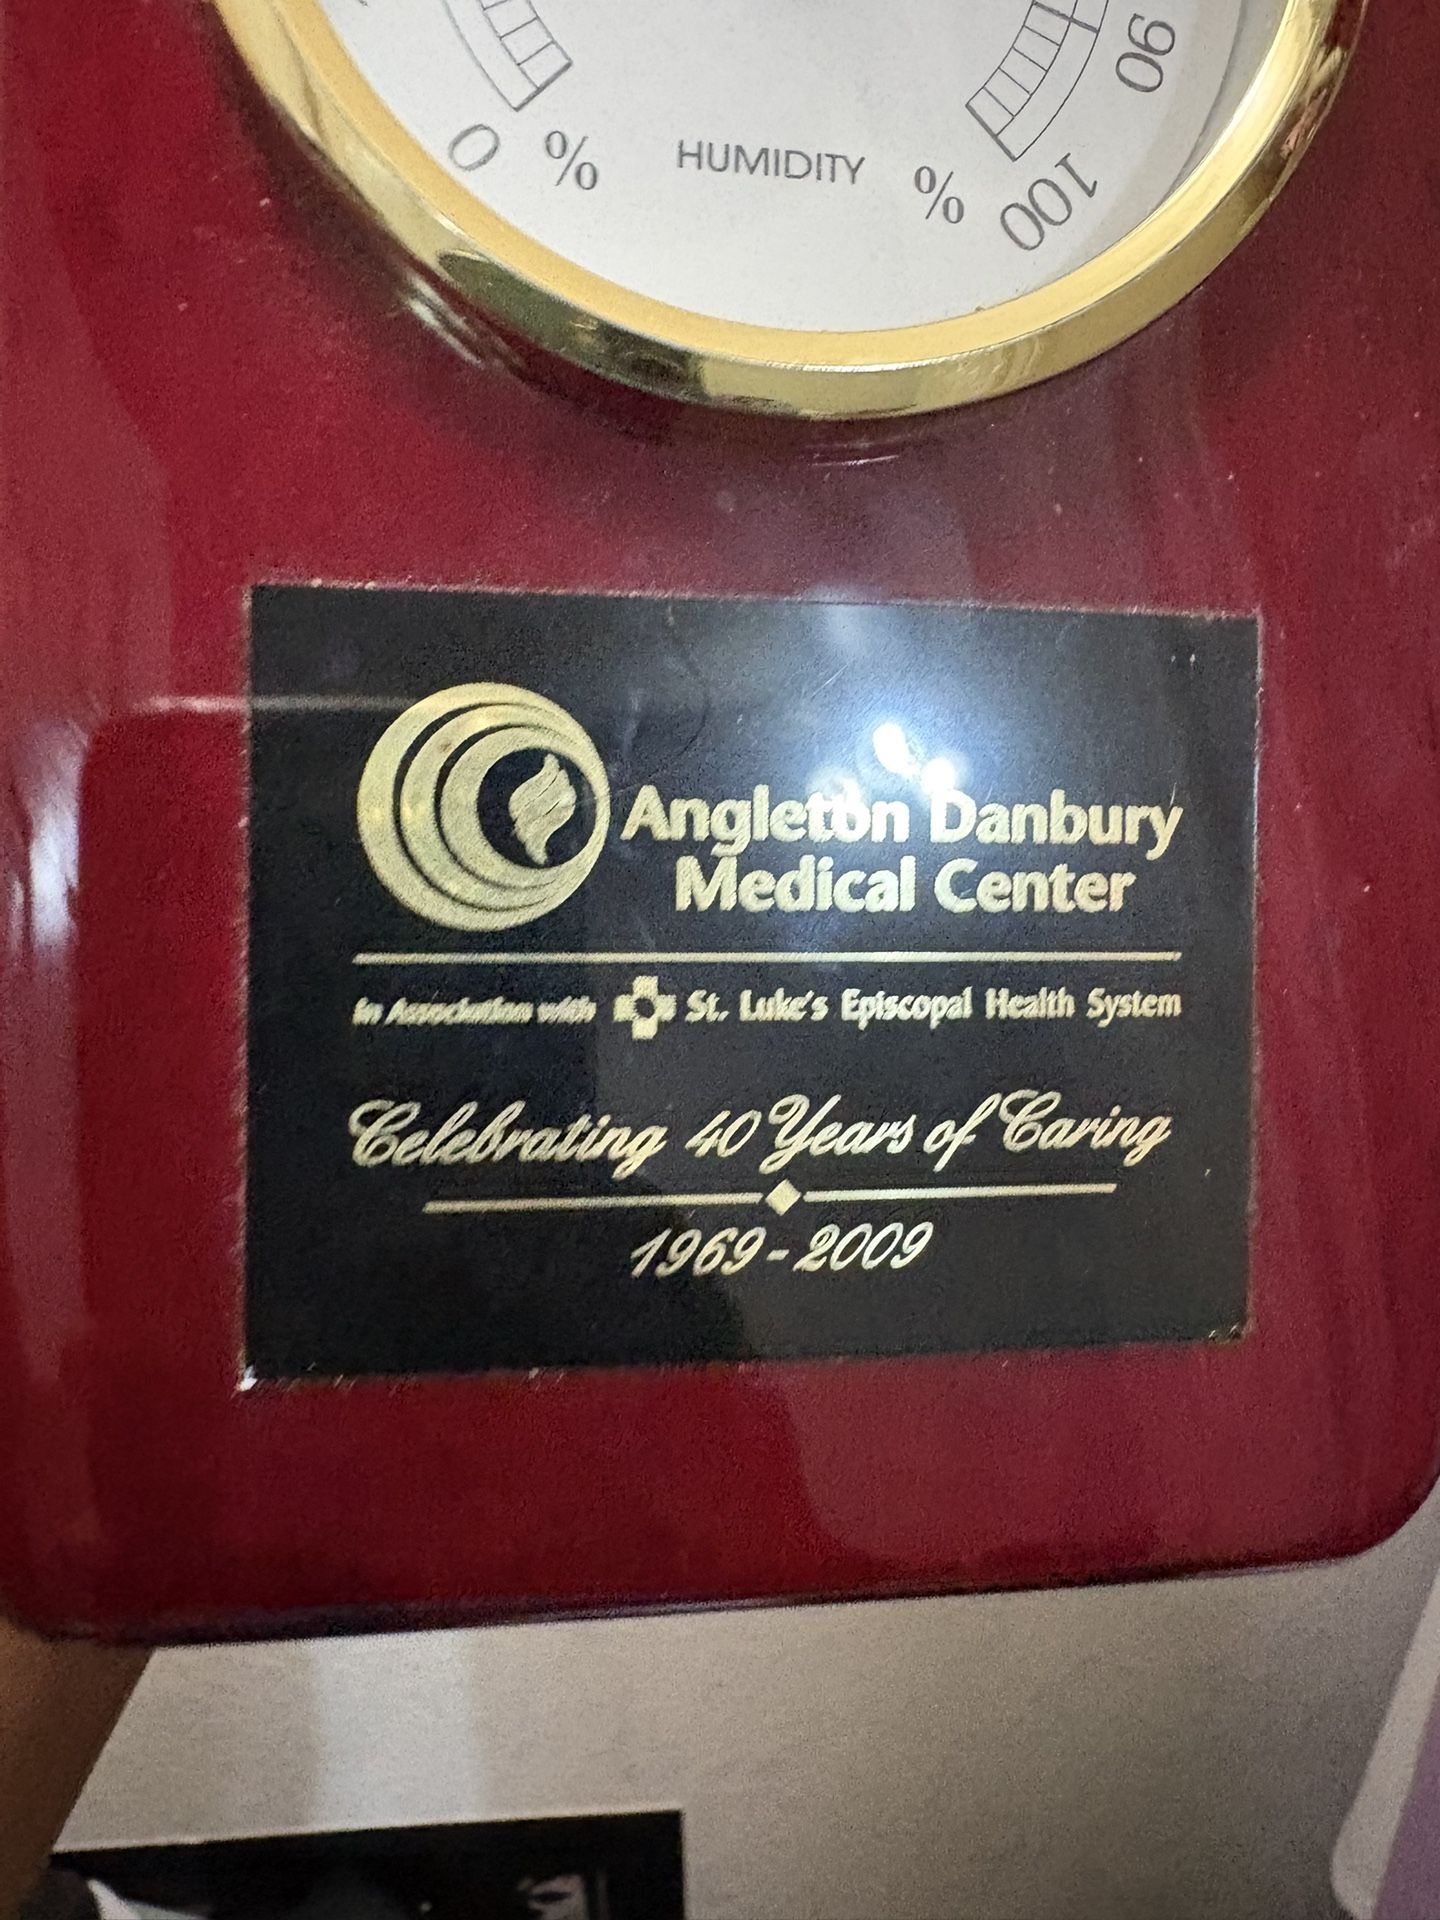 90
0 % HUMIDITY % 100
Angleton Danbury
Medical Center
In Association with St. Luke's Episcopal Health System
Celebrating 40 Years of Caring
1969-2009